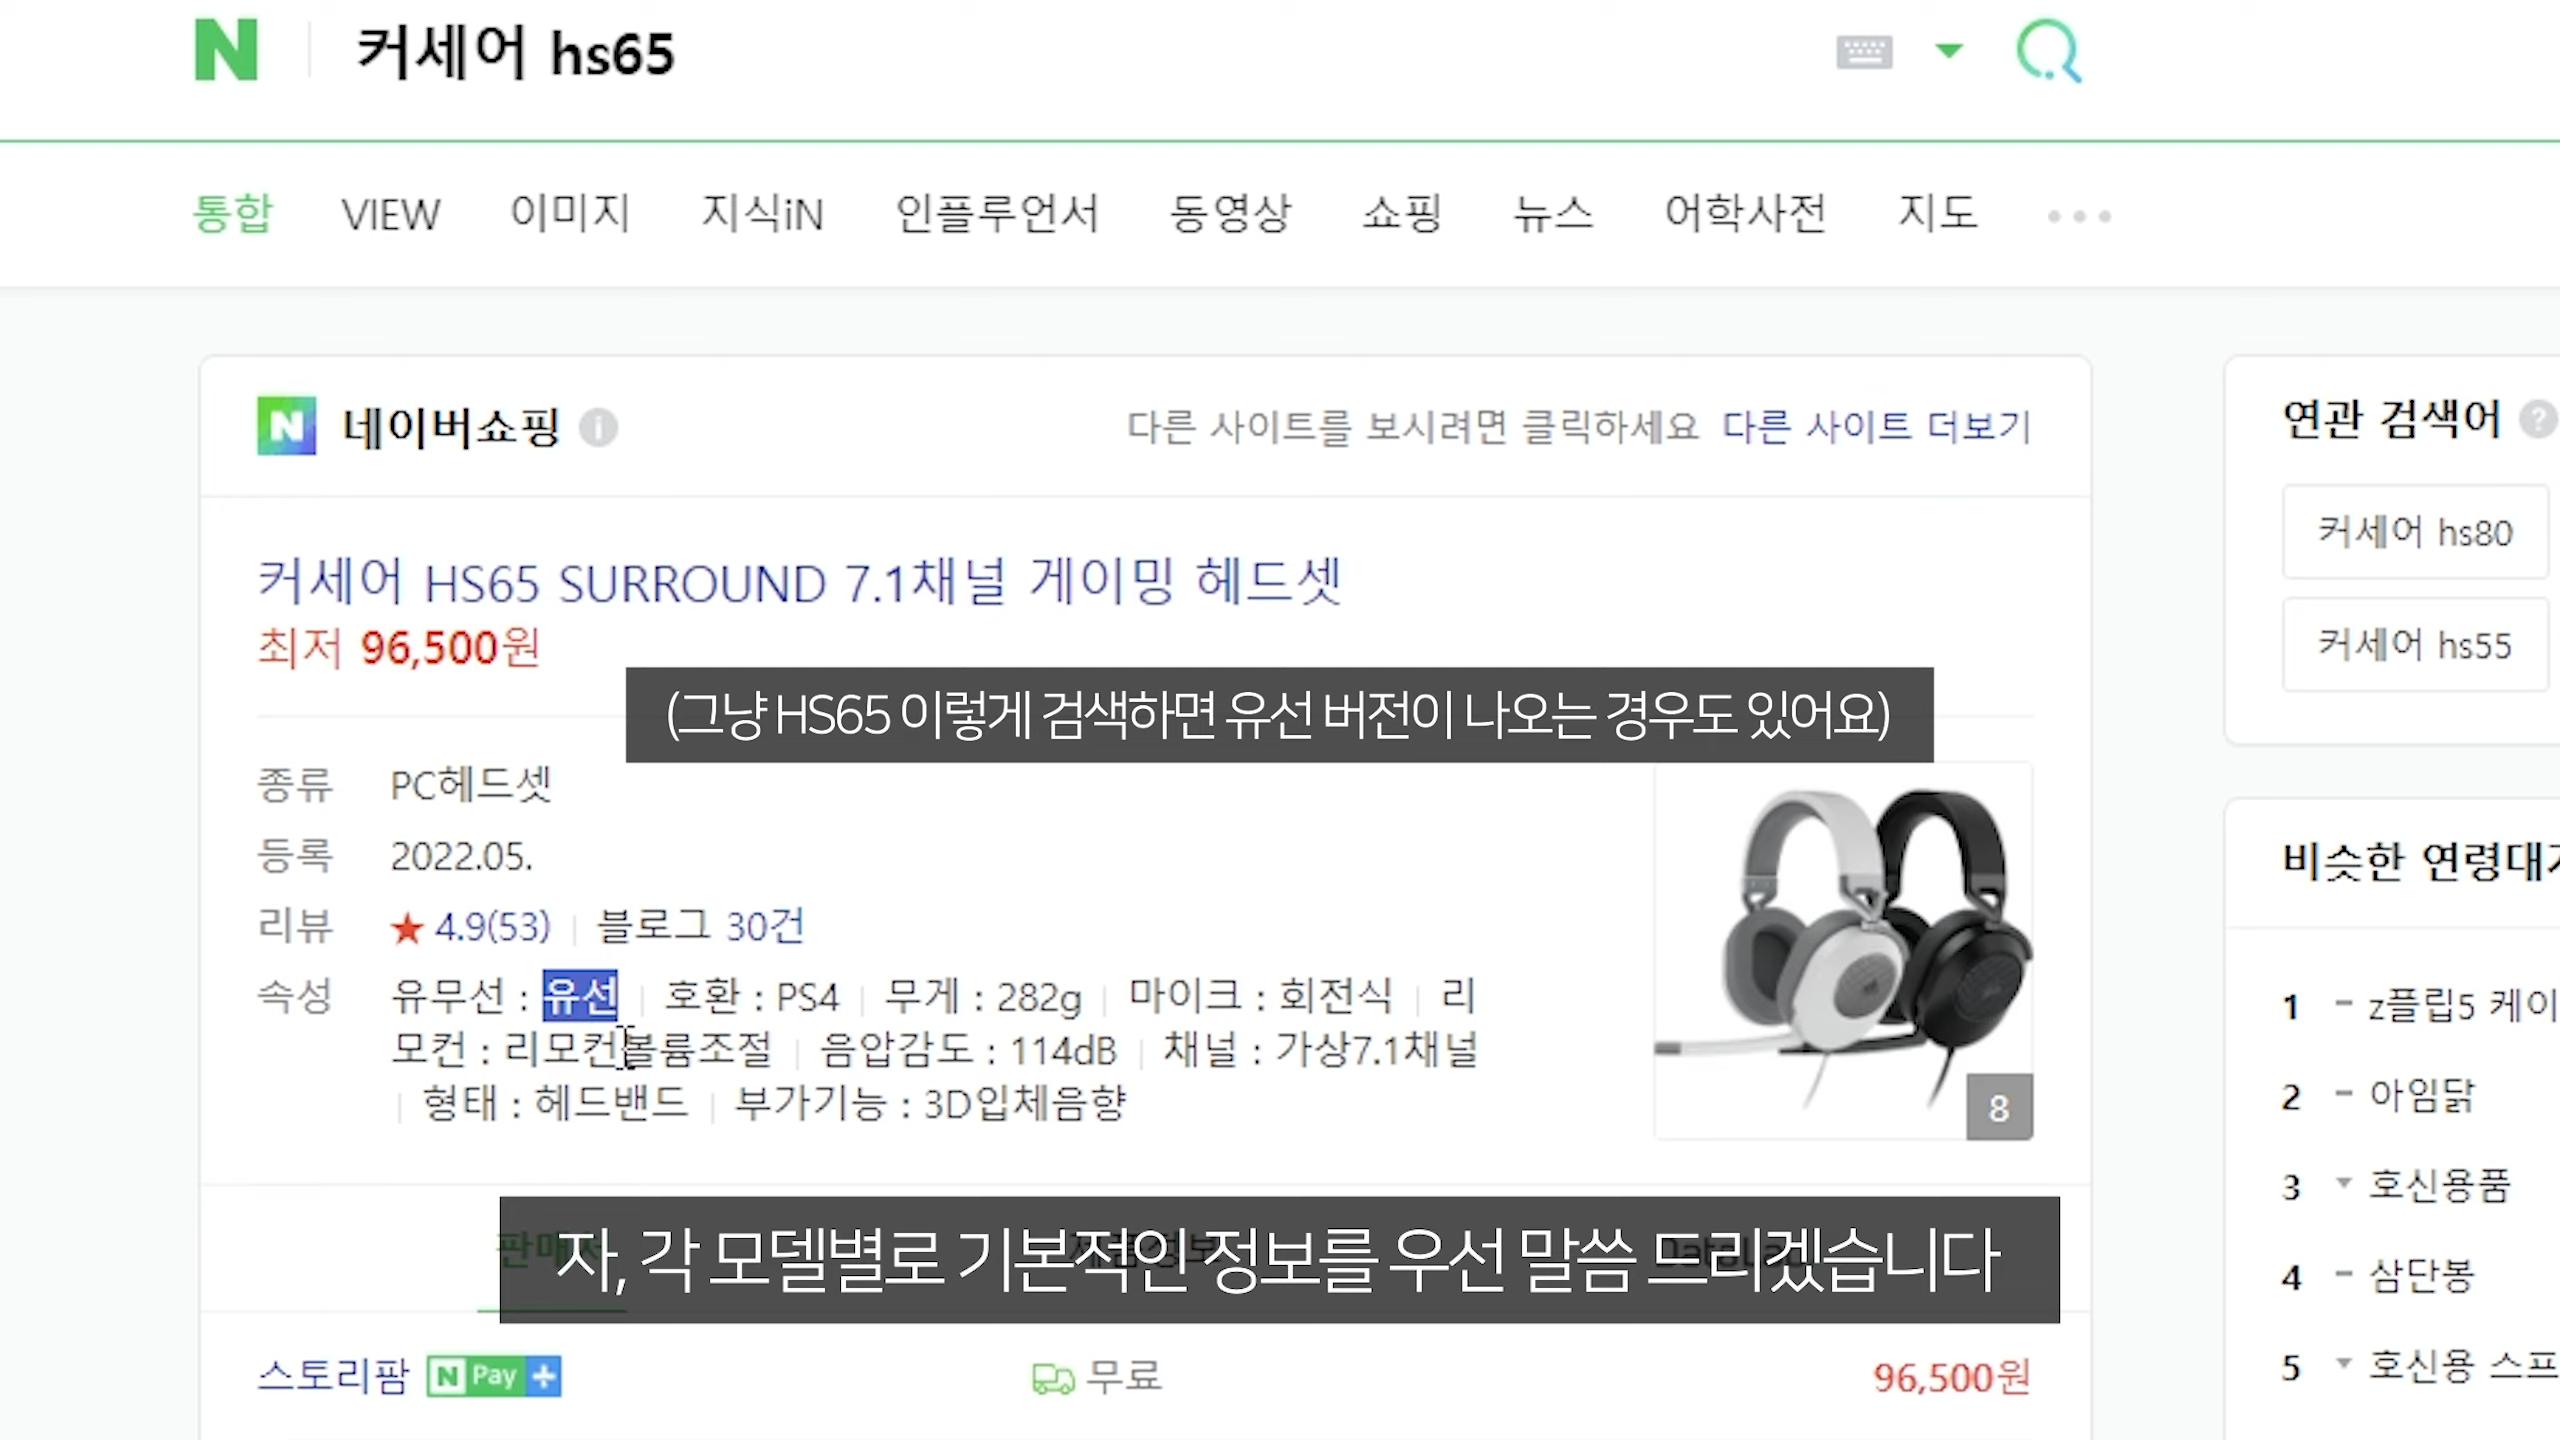 N 커세어 hs65
통합 VIEW 이미지 지식iN 인플루언서 동영상 쇼핑 뉴스 어학사전 지도
N 네이버쇼핑 다른 사이트를 보시려면 클릭하세요 다른 사이트 더보기
커세어 HS65 SURROUND 7.1채널 게이밍 헤드셋
최저 96,500원
(그냥 HS65 이렇게 검색하면 유선 버전이 나오는 경우도 있어요)
종류 PC헤드셋
등록 2022.05.
리뷰 ★ 4.9(53) 블로그 30건
속성 유무선 : 유선 | 호환 : PS4 | 무게 : 282g | 마이크 : 회전식 | 리
모컨 : 리모컨볼륨조절 | 음압감도 : 114dB | 채널 : 가상7.1채널
| 형태 : 헤드밴드 | 부가기능 : 3D입체음향
8
자, 각 모델별로 기본적인 정보를 우선 말씀 드리겠습니다
스토리팜 N Pay + 무료 96,500원
연관 검색어 ?
커세어 hs80
커세어 hs55
비슷한 연령대
1 - z플립5 케이
2 - 아임닭
3 호신용품
4 - 삼단봉
5 호신용 스프